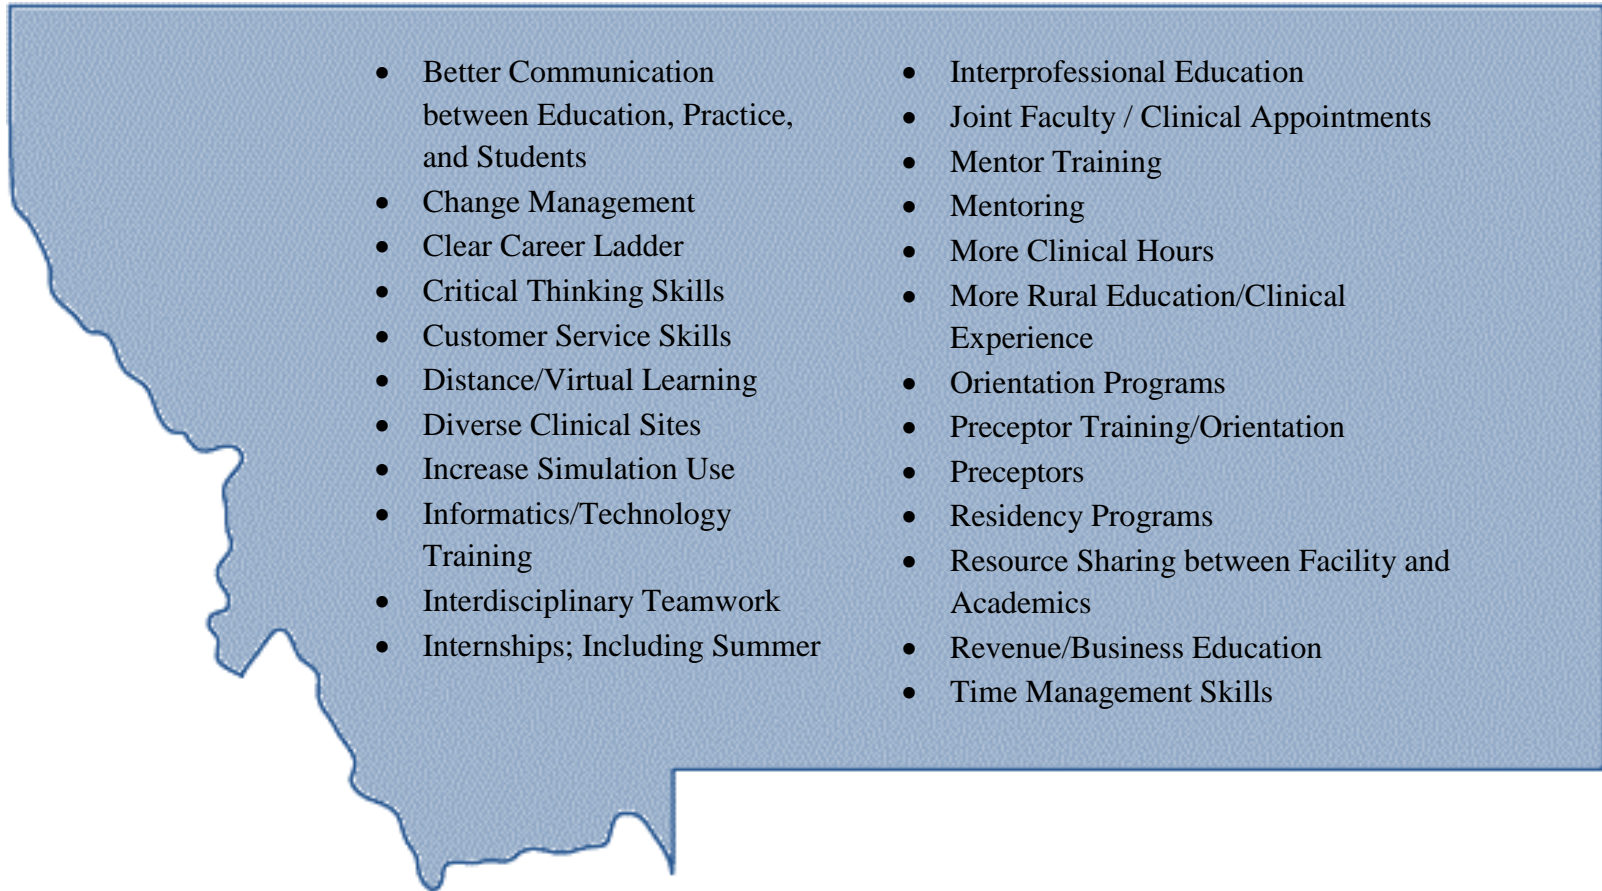 • Better Communication
between Education, Practice,
and Students
• Change Management
• Clear Career Ladder
• Critical Thinking Skills
• Customer Service Skills
• Distance/Virtual Learning
• Diverse Clinical Sites
• Increase Simulation Use
• Informatics/Technology
Training
• Interdisciplinary Teamwork
• Internships; Including Summer
• Interprofessional Education
• Joint Faculty / Clinical Appointments
• Mentor Training
• Mentoring
• More Clinical Hours
• More Rural Education/Clinical
Experience
• Orientation Programs
• Preceptor Training/Orientation
• Preceptors
• Residency Programs
• Resource Sharing between Facility and
Academics
• Revenue/Business Education
• Time Management Skills